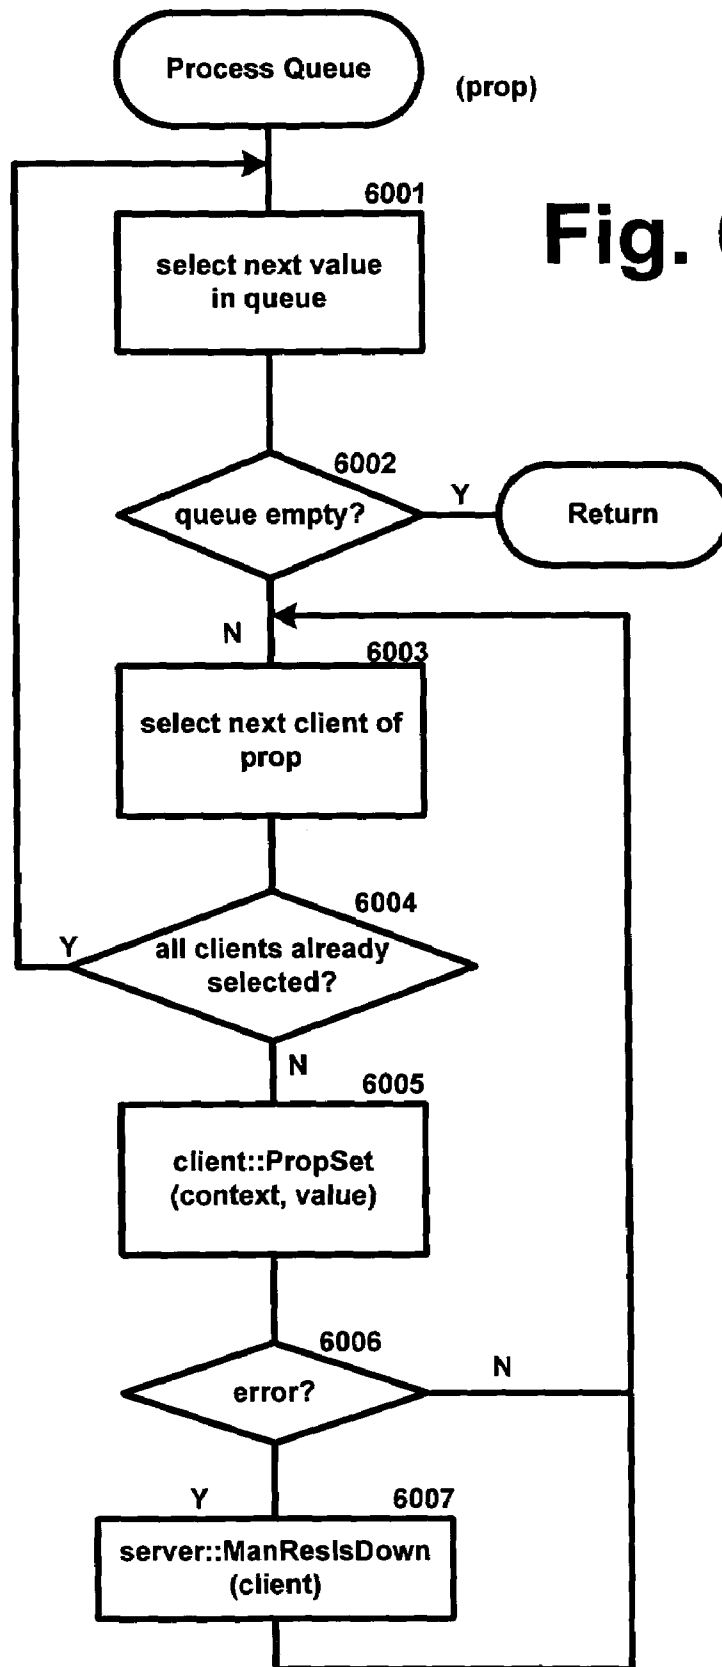 Process Queue
(prop)
6001
Fig.
select next value
in queue
6002
queue empty?
Y
Return
N
6003
select next client of
prop
6004
Y
all clients already
selected?
N
6005
client::PropSet
(context, value)
6006
error?
N
Y
6007
server::ManResIsDown
(client)